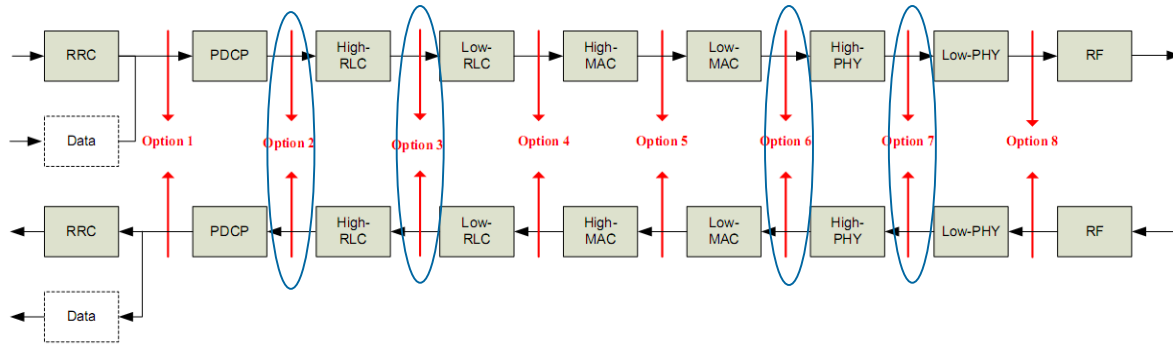 RRC
PDCP
High-
RLC
Low-
RLC
High-
MAC
Low-
MAC
High-
PHY
Low-PHY
RF
Data
Option 1
Option 2
Option 3
Option 4
Option 5
Option 6
Option 7
Option 8
RRC
PDCP
High-
RLC
Low-
RLC
High-
MAC
Low-
MAC
High-
PHY
Low-PHY
RF
Data